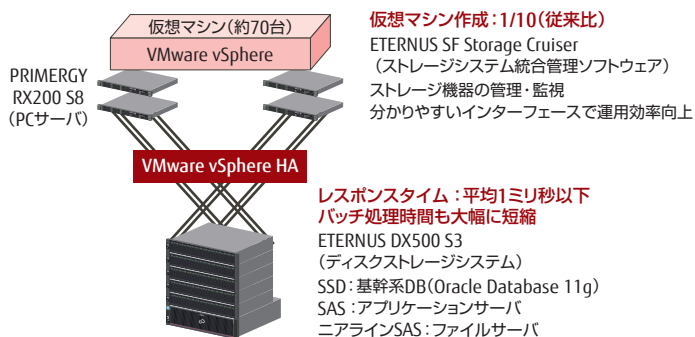 仮想マシン(約70台)
VMware vSphere
PRIMERGY
RX200 S8
(PCサーバ)
VMware vSphere HA
仮想マシン作成:1/10(従来比)
ETERNUS SF Storage Cruiser
(ストレージシステム統合管理ソフトウェア)
ストレージ機器の管理・監視
分かりやすいインターフェースで運用効率向上
レスポンスタイム:平均1ミリ秒以下
バッチ処理時間も大幅に短縮
ETERNUS DX500 S3
(ディスクストレージシステム)
SSD:基幹系DB(Oracle Database 11g)
SAS:アプリケーションサーバ
ニアラインSAS:ファイルサーバ